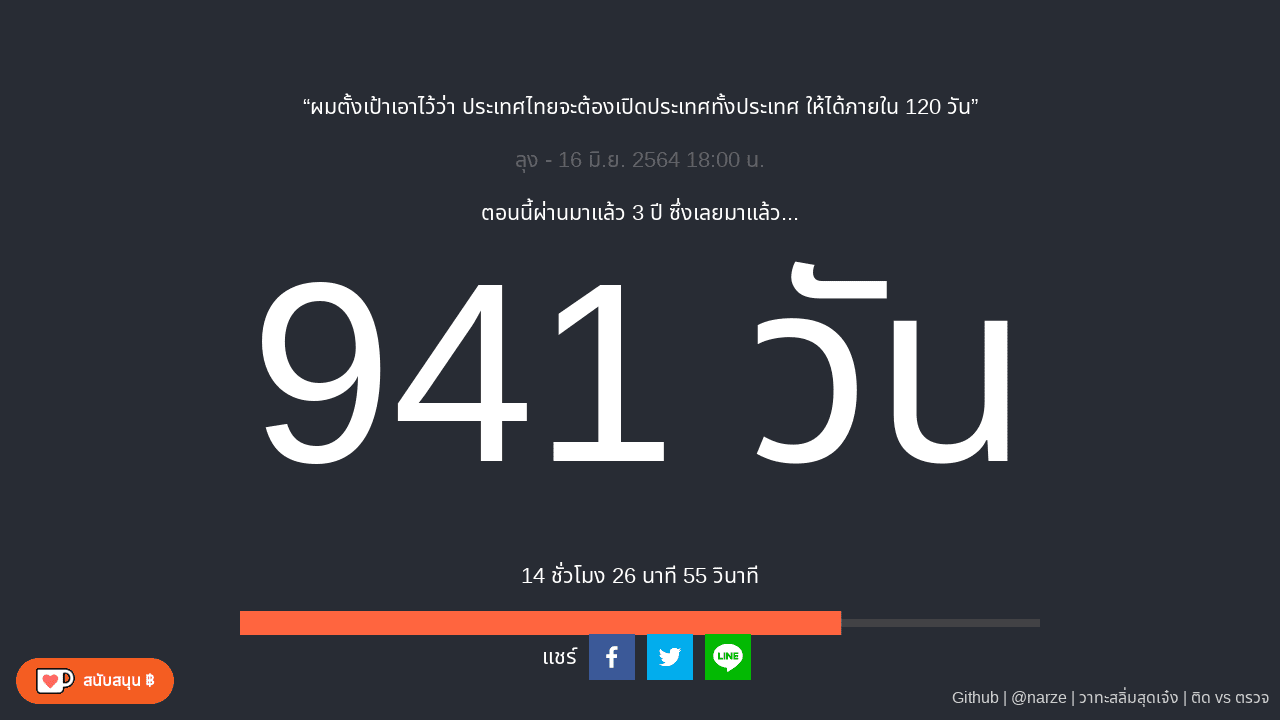 “ผมตั้งเป้าเอาไว้ว่า ประเทศไทยจะต้องเปิดประเทศทั้งประเทศ ให้ได้ภายใน 120 วัน”
ลุง - 16 มิ.ย. 2564 18:00 น.
ตอนนี้ผ่านมาแล้ว 3 ปี ซึ่งเลยมาแล้ว...
941 วัน
14 ชั่วโมง 26 นาที 55 วินาที
แชร์
LINE
สนับสนุน ฿
Github | @narze | วาทะสลิ่มสุดเจ๋ง | ติด vs ตรวจ